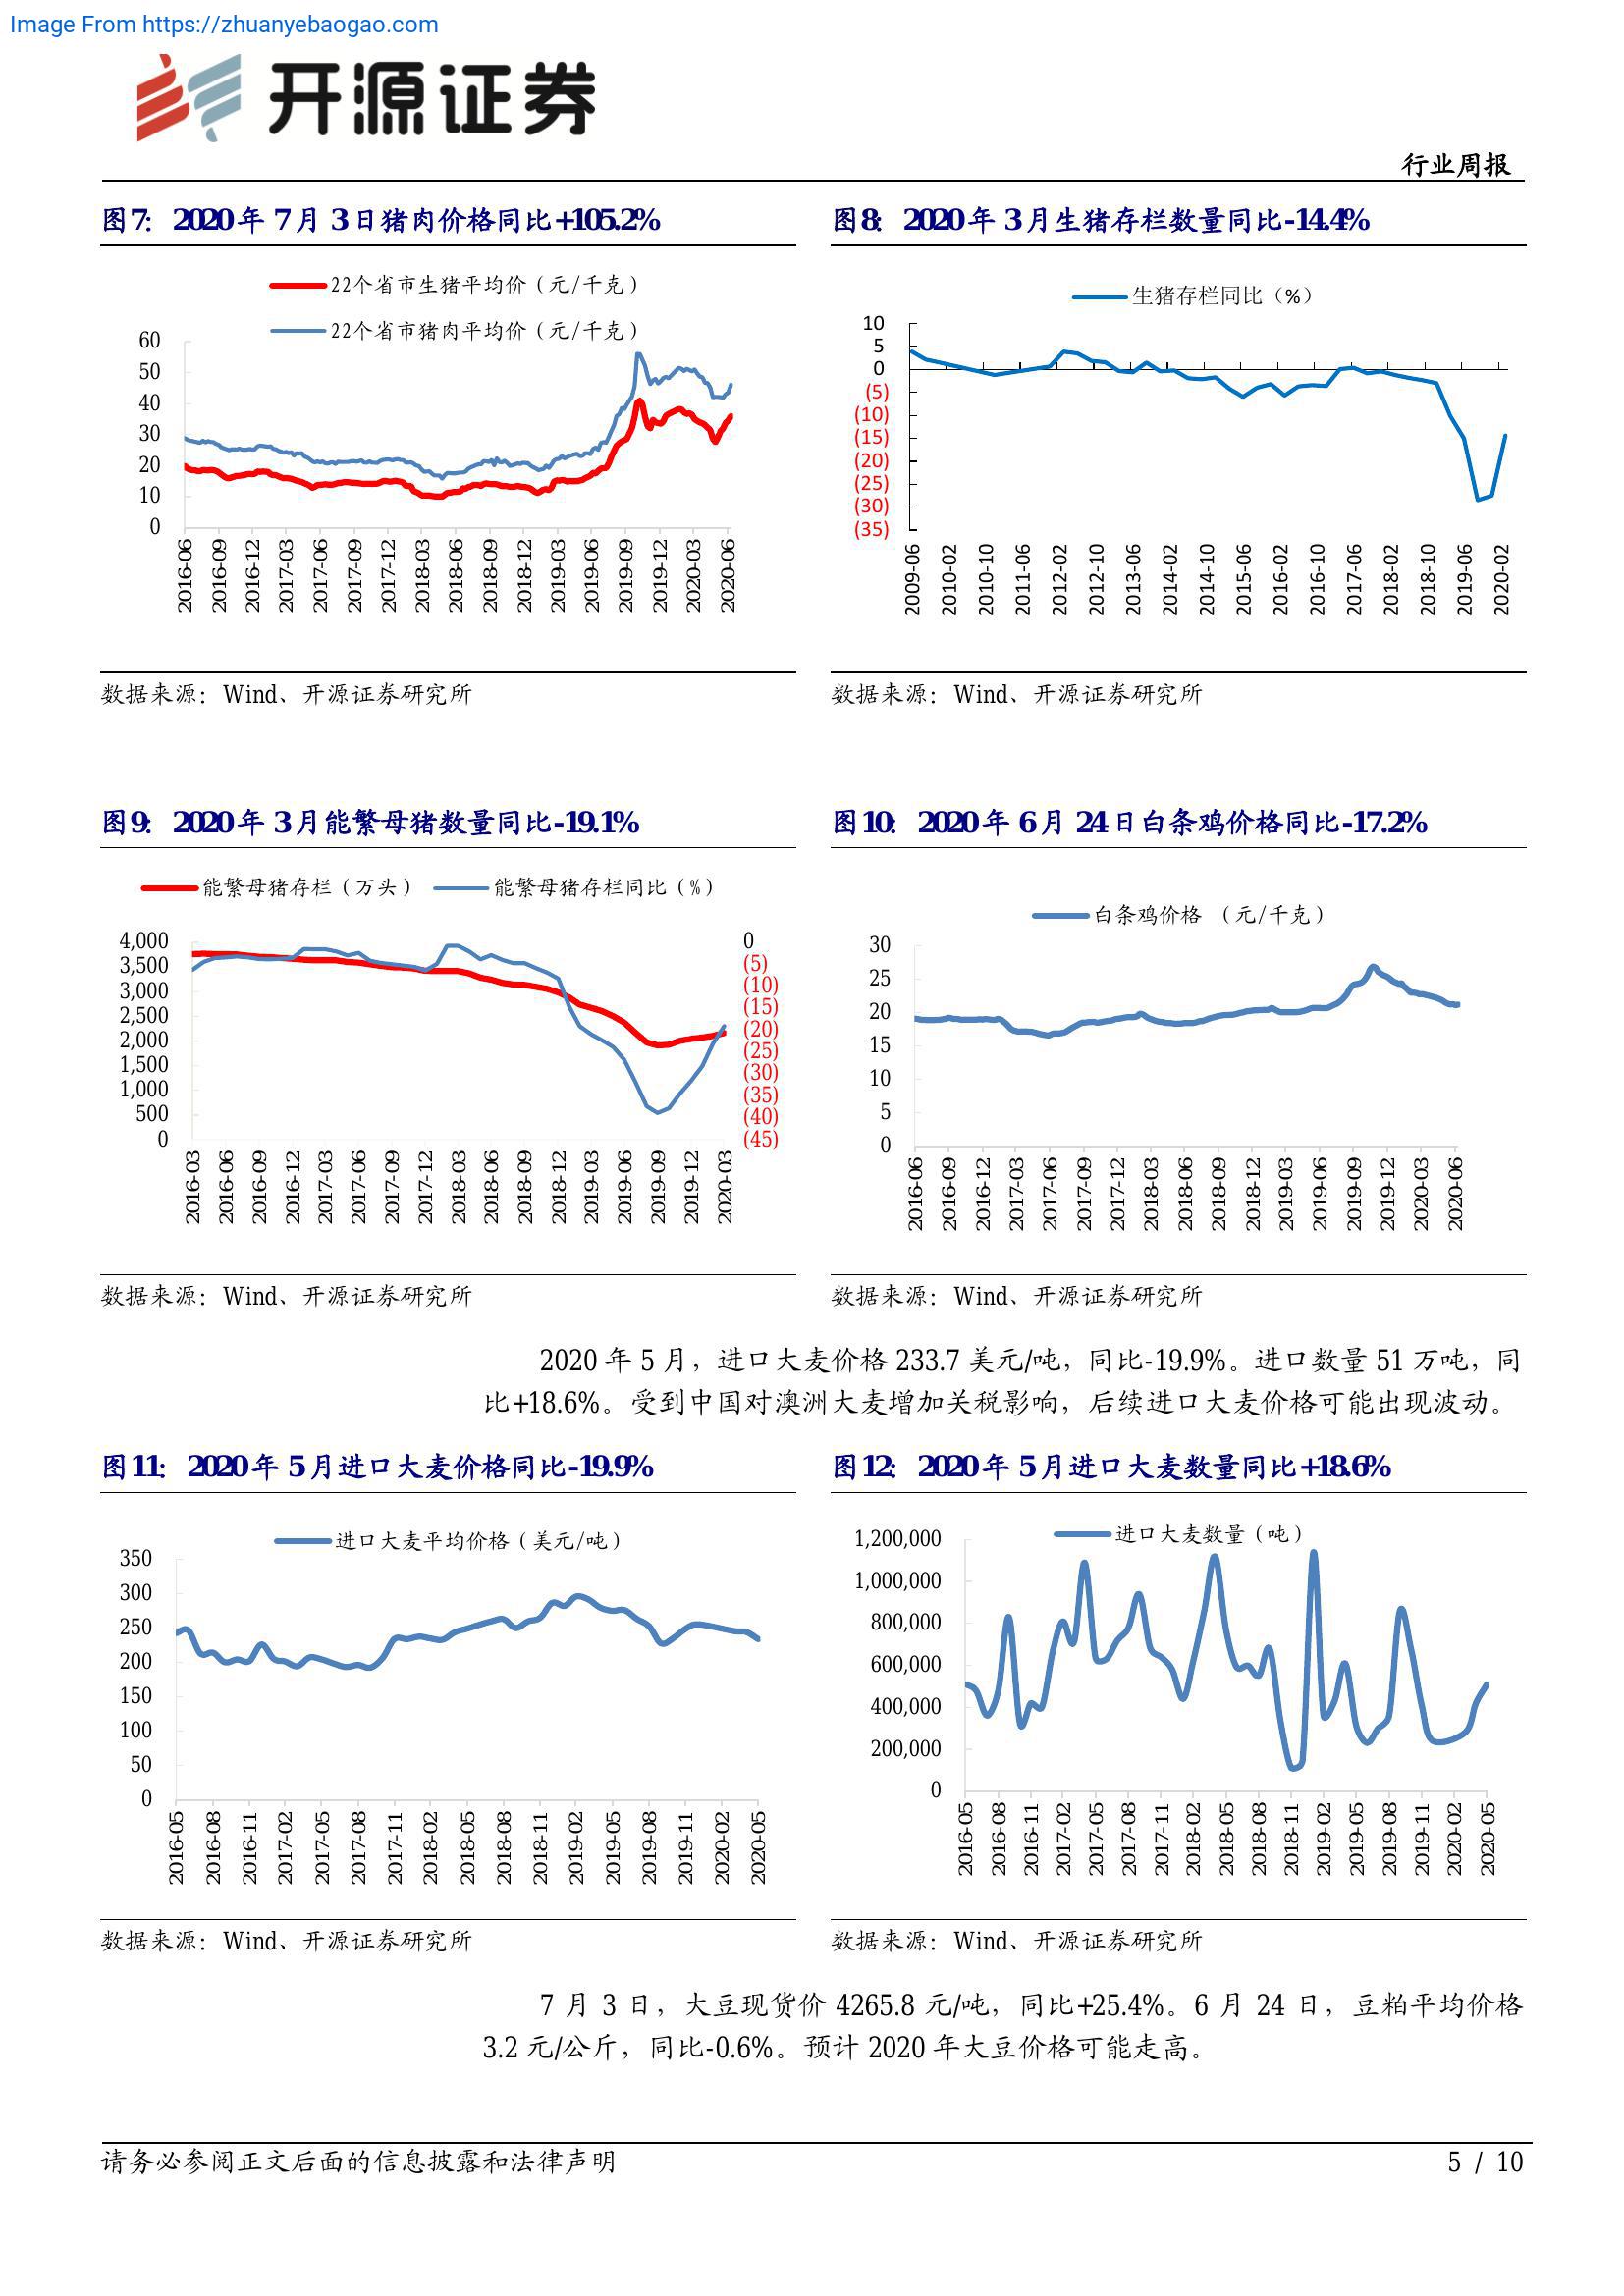 Image From https://zhuanyebaogao.com
开源证券
行业周报
图7： 2020年7月3日猪肉价格同比+105.2%
图8： 2020年3月生猪存栏数量同比-14.4%
22个省市生猪平均价（元/千克）
22个省市猪肉平均价（元/千克）
60
50
40
30
20
10
0
2016-06 2016-09 2016-12 2017-03 2017-06 2017-09 2017-12 2018-03 2018-06 2018-09 2018-12 2019-03 2019-06 2019-09 2019-12 2020-03 2020-06
生猪存栏同比（%）
10
5
0
(5)
(10)
(15)
(20)
(25)
(30)
(35)
2009-06 2010-02 2010-10 2011-06 2012-02 2012-10 2013-06 2014-02 2014-10 2015-06 2016-02 2016-10 2017-06 2018-02 2018-10 2019-06 2020-02
数据来源：Wind、开源证券研究所
数据来源：Wind、开源证券研究所
图9： 2020年3月能繁母猪数量同比-19.1%
图10： 2020年6月24日白条鸡价格同比-17.2%
能繁母猪存栏（万头） 能繁母猪存栏同比（%）
4,000
3,500
3,000
2,500
2,000
1,500
1,000
500
0
0
(5)
(10)
(15)
(20)
(25)
(30)
(35)
(40)
(45)
2016-03 2016-06 2016-09 2016-12 2017-03 2017-06 2017-09 2017-12 2018-03 2018-06 2018-09 2018-12 2019-03 2019-06 2019-09 2019-12 2020-03
白条鸡价格 （元/千克）
30
25
20
15
10
5
0
2016-06 2016-09 2016-12 2017-03 2017-06 2017-09 2017-12 2018-03 2018-06 2018-09 2018-12 2019-03 2019-06 2019-09 2019-12 2020-03 2020-06
数据来源：Wind、开源证券研究所
数据来源：Wind、开源证券研究所
2020年5月，进口大麦价格233.7美元/吨，同比-19.9%。进口数量51万吨，同
比+18.6%。受到中国对澳洲大麦增加关税影响，后续进口大麦价格可能出现波动。
图11： 2020年5月进口大麦价格同比-19.9%
图12： 2020年5月进口大麦数量同比+18.6%
进口大麦平均价格（美元/吨）
350
300
250
200
150
100
50
0
2016-05 2016-08 2016-11 2017-02 2017-05 2017-08 2017-11 2018-02 2018-05 2018-08 2018-11 2019-02 2019-05 2019-08 2019-11 2020-02 2020-05
进口大麦数量（吨）
1,200,000
1,000,000
800,000
600,000
400,000
200,000
0
2016-05 2016-08 2016-11 2017-02 2017-05 2017-08 2017-11 2018-02 2018-05 2018-08 2018-11 2019-02 2019-05 2019-08 2019-11 2020-02 2020-05
数据来源：Wind、开源证券研究所
数据来源：Wind、开源证券研究所
7月3日，大豆现货价4265.8元/吨，同比+25.4%。6月24日，豆粕平均价格
3.2元/公斤，同比-0.6%。预计2020年大豆价格可能走高。
请务必参阅正文后面的信息披露和法律声明
5 / 10